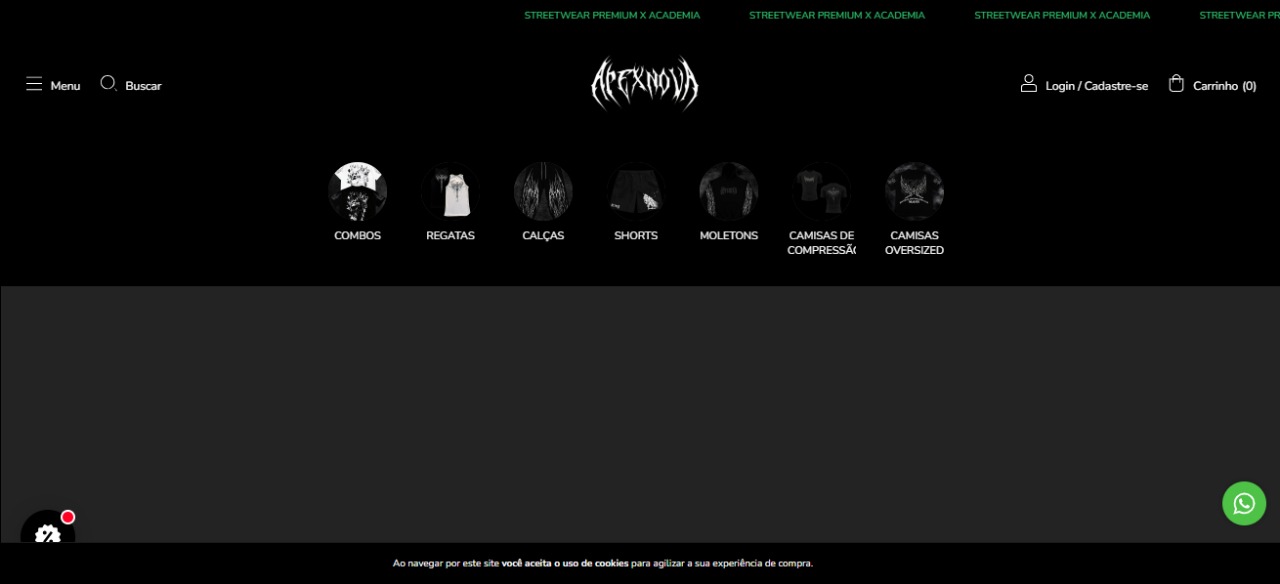 STREETWEAR PREMIUM X ACADEMIA STREETWEAR PREMIUM X ACADEMIA STREETWEAR PREMIUM X ACADEMIA STREETWEAR PR
Menu Buscar APEXNOVA Login / Cadastre-se Carrinho (0)
COMBOS REGATAS CALÇAS SHORTS MOLETONS CAMISAS DE CAMISAS
COMPRESSÃ OVERSIZED
%
Ao navegar por este site você aceita o uso de cookies para agilizar a sua experiência de compra.